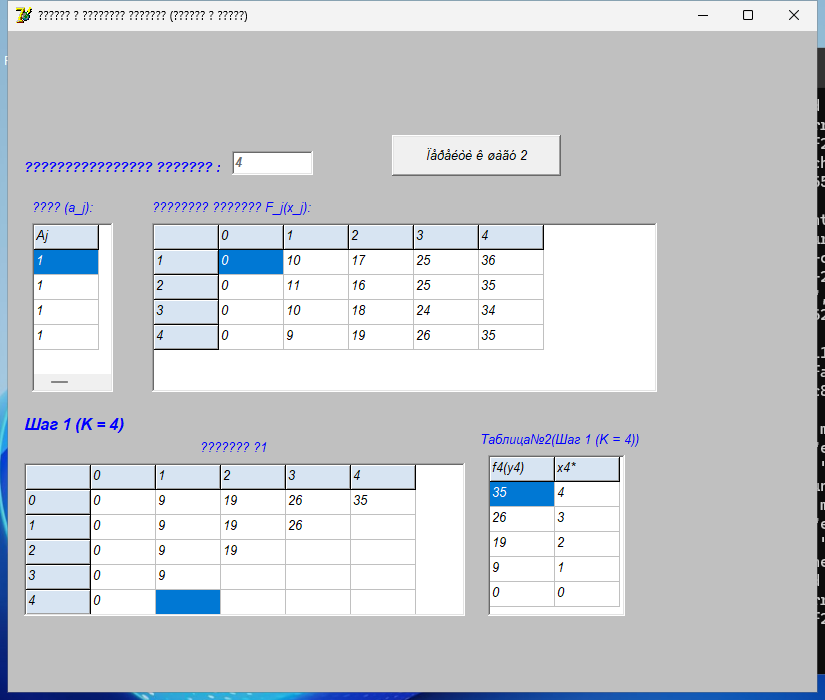 ?????? ? ???????? ??????? (?????? ? ?????)
???????????????? ??????? : 4
Ïåðåéòè ê øàãó 2
???? (a_j):
???????? ??????? F_j(x_j):
Aj
1
1
1
1
0 1 2 3 4
1 0 10 17 25 36
2 0 11 16 25 35
3 0 10 18 24 34
4 0 9 19 26 35
Шаг 1 (K = 4)
??????? ?1
0 1 2 3 4
0 0 9 19 26 35
1 0 9 19 26
2 0 9 19
3 0 9
4 0
Таблица№2(Шаг 1 (K = 4))
f4(y4) x4*
35 4
26 3
19 2
9 1
0 0